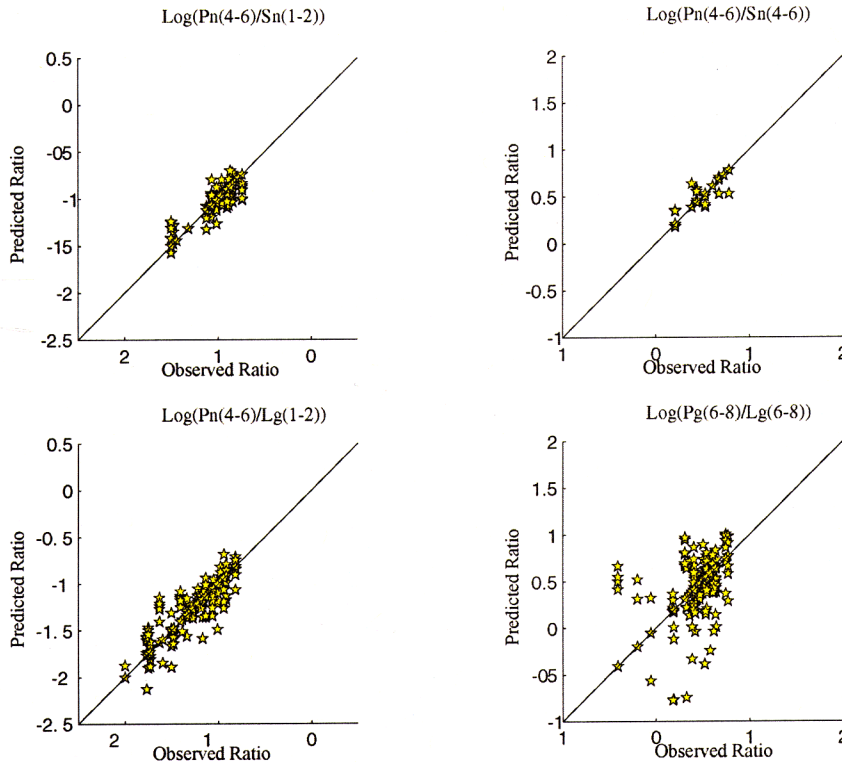 Log(Pn(4-6)/Sn(1-2))
0.5
0
-05
-1
-15
-2
-2.5
2 1 0
Predicted Ratio
Observed Ratio
Log(Pn(4-6)/Sn(4-6))
2
1.5
1
0.5
0
-0.5
-1
1 0 1 2
Predicted Ratio
Observed Ratio
Log(Pn(4-6)/Lg(1-2))
0.5
0
-0.5
-1
-1.5
-2
-2.5
2 1 0
Predicted Ratio
Observed Ratio
Log(Pg(6-8)/Lg(6-8))
2
1.5
1
0.5
0
-05
-1
1 0 1 2
Predicted Ratio
Observed Ratio